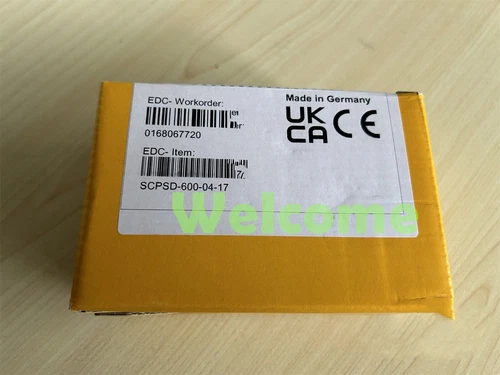 EDC- Workorder:
Made in Germany
0168067720
UK
CA CE
EDC- Item:
SCPSD-600-04-17
Welcome